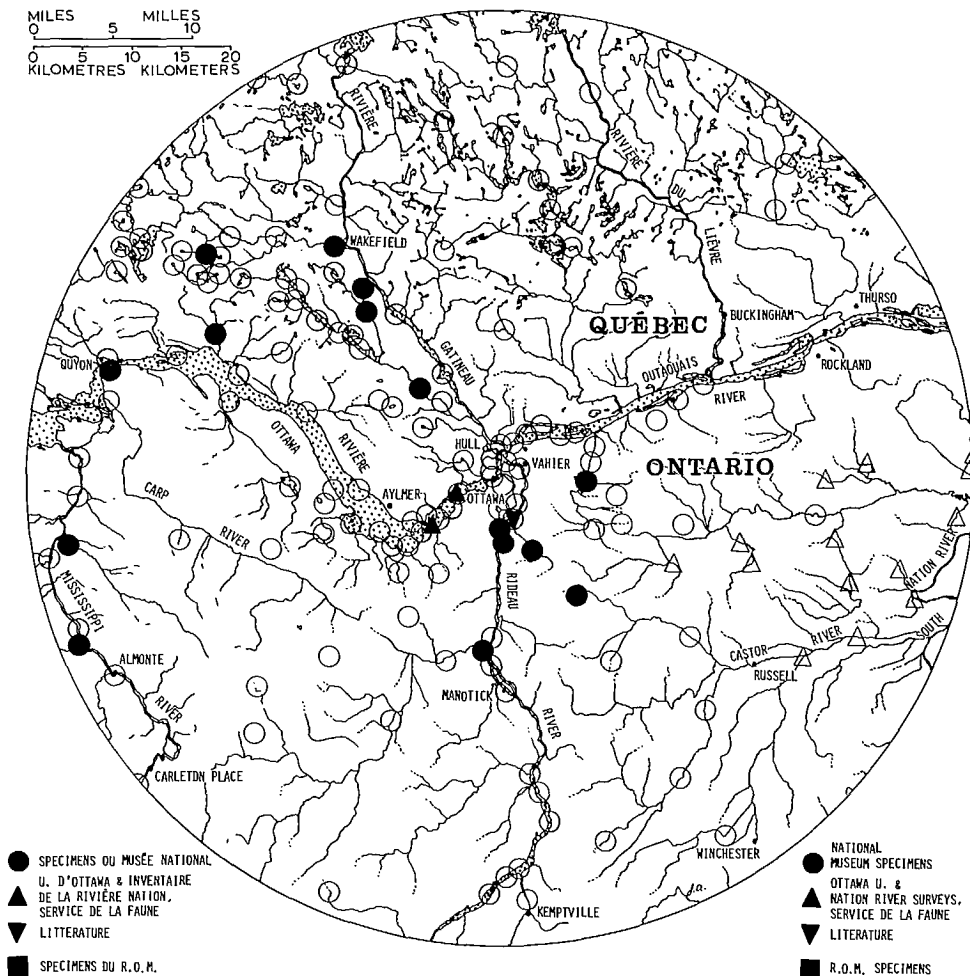 MILES MILLES
0 5 10
0 5 10 15 20
KILOMETRES KILOMETERS
RIVIÈRE
RIVIÈRE
DU
LIÈVRE
WAKEFIELD
GATINEAU
QUÉBEC
BUCKINGHAM
THURSO
ROCKLAND
OUTAOUAIS
RIVER
QUYON
OTTAWA
RIVIÈRE
HULL
VAHIER
ONTARIO
AYLMER
OTTAWA
CARP
RIVER
MISSISSIPPI
RIVER
ALMONTE
CARLETON PLACE
RIDEAU
RIVER
MANOTICK
CASTOR
RIVER
RUSSELL
SOUTH
NATION RIVER
WINCHESTER
KEMPTVILLE
J.a.
SPECIMENS OU MUSÉE NATIONAL
U. D'OTTAWA & INVENTAIRE
DE LA RIVIÈRE NATION,
SERVICE DE LA FAUNE
LITTERATURE
SPECIMENS DU R.O.M.
NATIONAL
MUSEUM SPECIMENS
OTTAWA U. &
NATION RIVER SURVEYS,
SERVICE DE LA FAUNE
LITERATURE
R.O.M. SPECIMENS